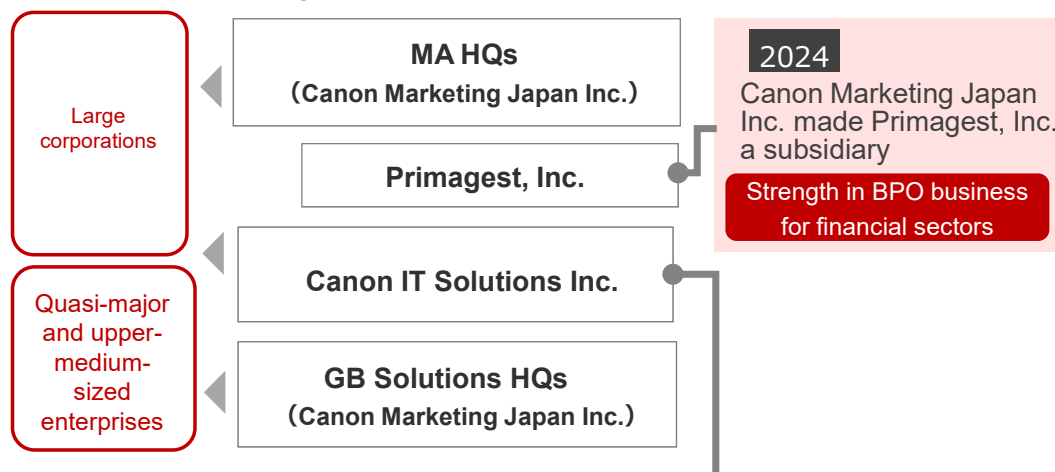 Large
corporations
MA HQs
（Canon Marketing Japan Inc.）
Primagest, Inc.
2024
Canon Marketing Japan
Inc. made Primagest, Inc.
a subsidiary
Strength in BPO business
for financial sectors
Canon IT Solutions Inc.
Quasi-major
and upper-
medium-
sized
enterprises
GB Solutions HQs
（Canon Marketing Japan Inc.）